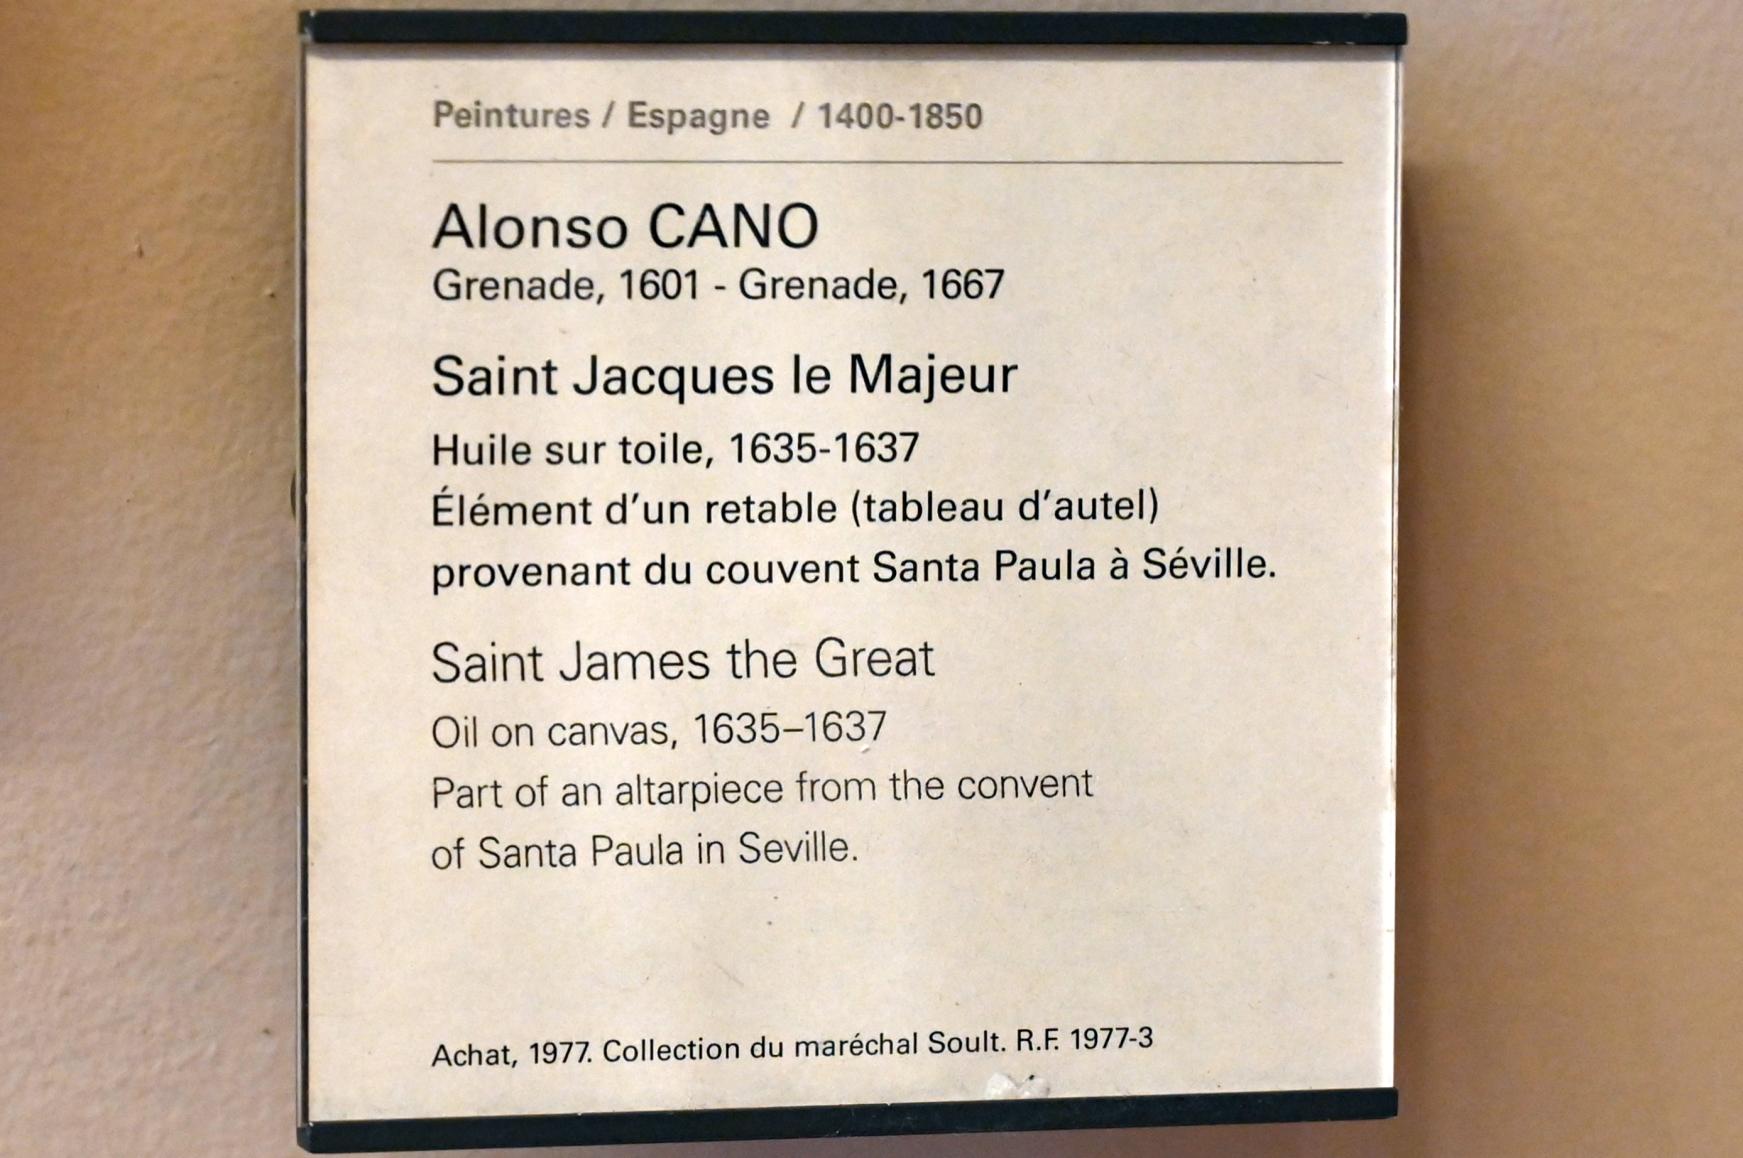 Peintures / Espagne / 1400-1850
Alonso CANO
Grenade, 1601 - Grenade, 1667
Saint Jacques le Majeur
Huile sur toile, 1635-1637
Élément d'un retable (tableau d'autel)
provenant du couvent Santa Paula à Séville.
Saint James the Great
Oil on canvas, 1635–1637
Part of an altarpiece from the convent
of Santa Paula in Seville.
Achat, 1977. Collection du maréchal Soult. R.F. 1977-3